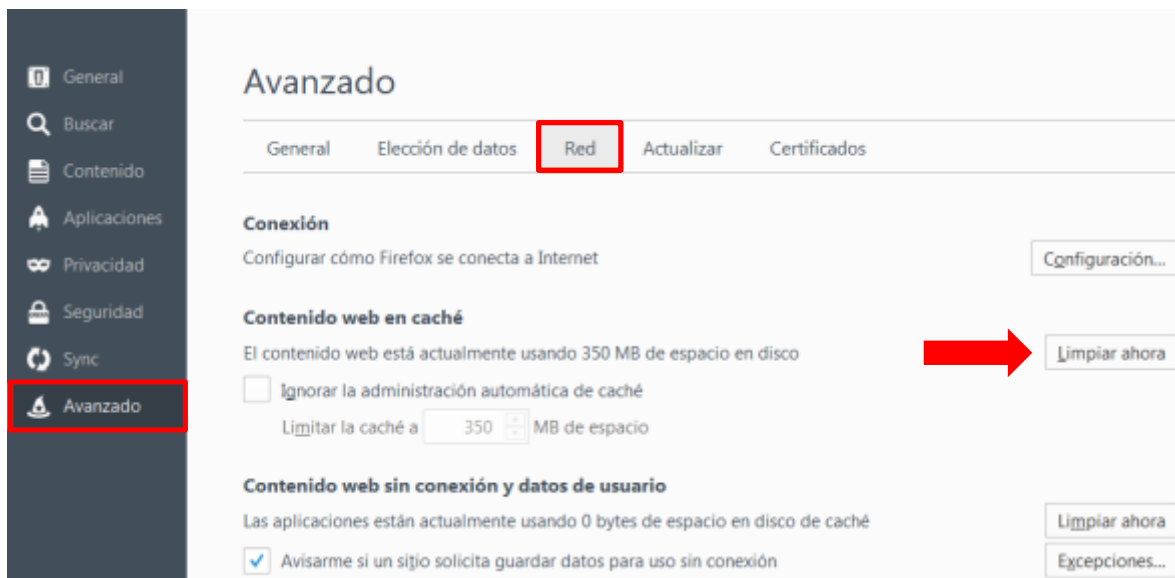 General
Buscar
Contenido
Aplicaciones
Privacidad
Seguridad
Sync
Avanzado
Avanzado
General Elección de datos Red Actualizar Certificados
Conexión
Configurar cómo Firefox se conecta a Internet Configuración...
Contenido web en caché
El contenido web está actualmente usando 350 MB de espacio en disco Limpiar ahora
Ignorar la administración automática de caché
Limitar la caché a 350 MB de espacio
Contenido web sin conexión y datos de usuario
Las aplicaciones están actualmente usando 0 bytes de espacio en disco de caché Limpiar ahora
Avisarme si un sitio solicita guardar datos para uso sin conexión Excepciones...